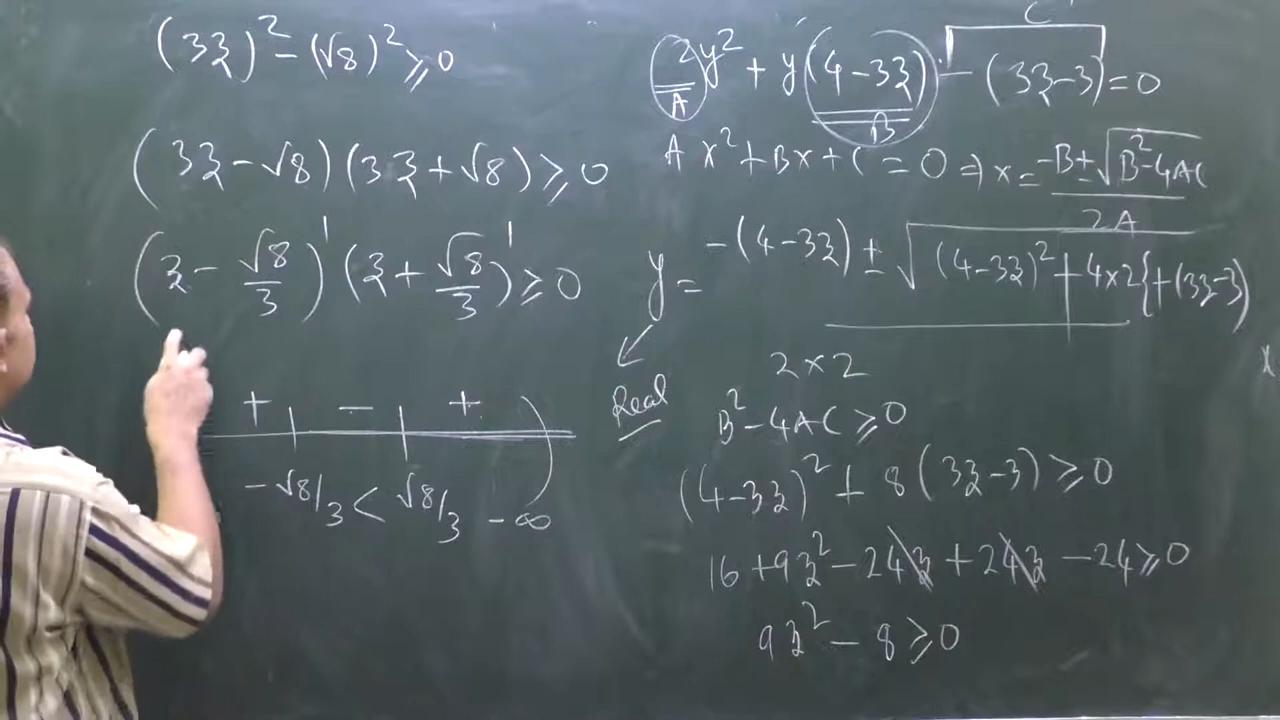 (3z)² - (√8)² ≥ 0
(3z - √8)(3z + √8) ≥ 0
(z - √8/3)¹ (z + √8/3)¹ ≥ 0
+ - +
-√8/3 < √8/3 - ∞
C
2y² + y(4 - 3z) - (3z - 3) = 0
A B
A x² + Bx + C = 0 ⇒ x = -B ± √B² - 4AC
2A
y = -(4 - 3z) ± √(4 - 3z)² + 4×2{+(3z - 3)
2 × 2
Real
B² - 4AC ≥ 0
(4 - 3z)² + 8(3z - 3) ≥ 0
16 + 9z² - 24z + 24z - 24 ≥ 0
9z² - 8 ≥ 0